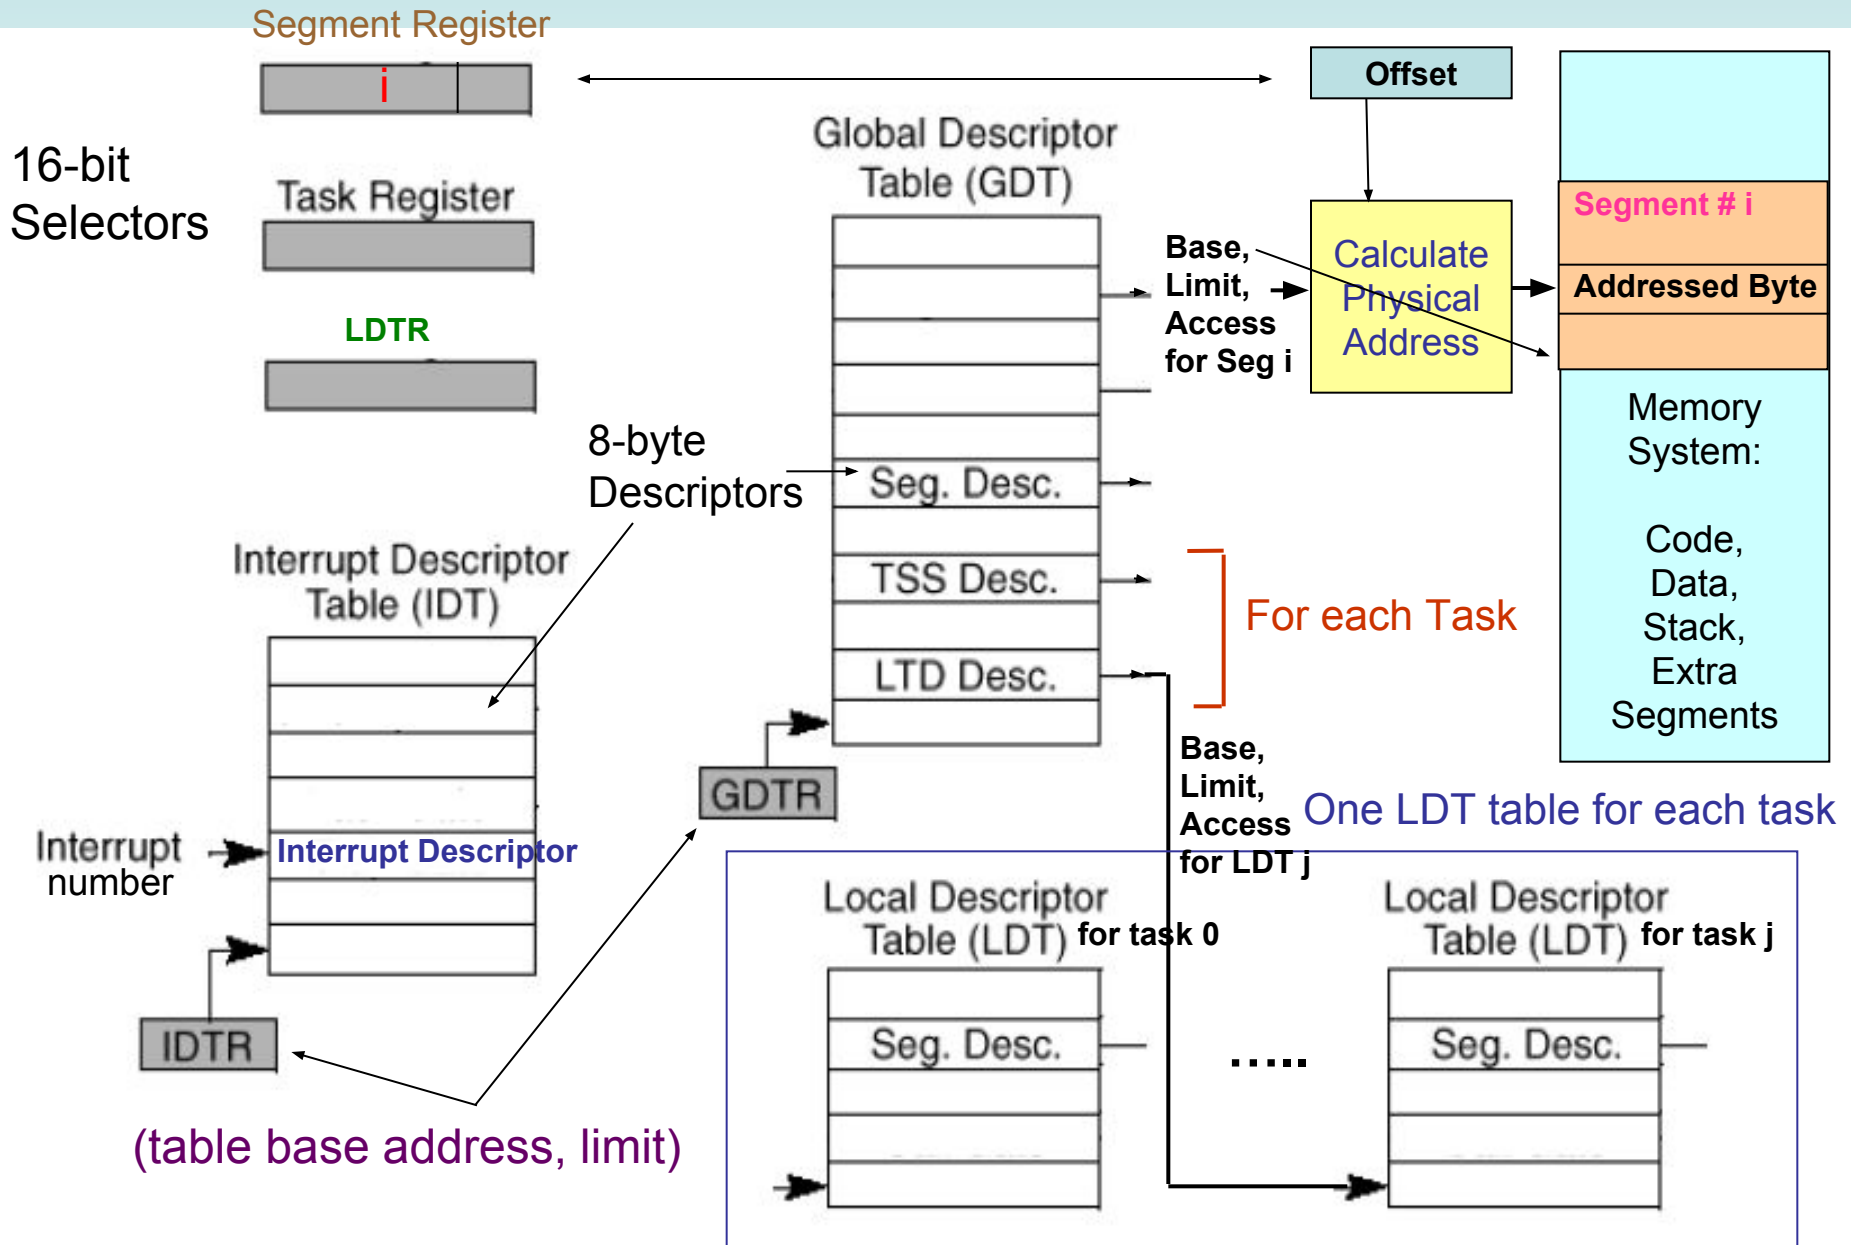 Segment Register
i
16-bit
Selectors
Task Register
LDTR
Offset
Global Descriptor
Table (GDT)
Base,
Limit,
Access
for Seg i
Calculate
Physical
Address
Segment # i
Addressed Byte
Memory
System:
Code,
Data,
Stack,
Extra
Segments
8-byte
Descriptors
Seg. Desc.
TSS Desc.
LTD Desc.
For each Task
Interrupt Descriptor
Table (IDT)
Interrupt
number
Interrupt Descriptor
IDTR
GDTR
(table base address, limit)
Base,
Limit,
Access
for LDT j
One LDT table for each task
Local Descriptor
Table (LDT) for task 0
Seg. Desc.
.....
Local Descriptor
Table (LDT) for task j
Seg. Desc.